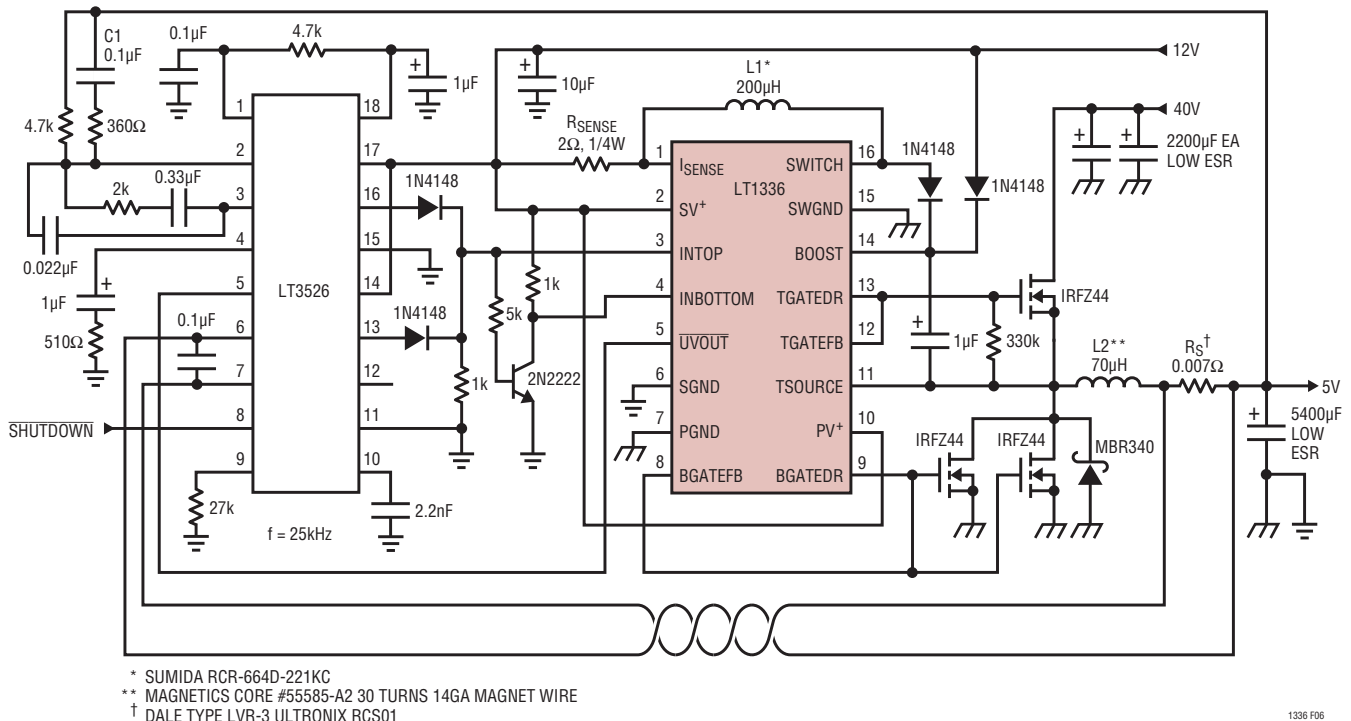 C1
0.1µF
0.1µF
4.7k
1µF
10µF
L1*
200µH
12V
40V
2200µF EA
LOW ESR
4.7k
360Ω
1
18
2
17
3
16
4
15
5
14
6
13
7
12
8
11
9
10
LT3526
2k
0.33µF
0.022µF
1µF
510Ω
0.1µF
SHUTDOWN
27k
f = 25kHz
2.2nF
1N4148
1N4148
1k
5k
1k
2N2222
RSENSE
2Ω, 1/4W
LT1336
1
ISENSE
SWITCH
16
2
SV+
SWGND
15
3
INTOP
BOOST
14
4
INBOTTOM
TGATEDR
13
5
UVOUT
TGATEFB
12
6
SGND
TSOURCE
11
7
PGND
PV+
10
8
BGATEFB
BGATEDR
9
1N4148
1N4148
1µF
330k
IRFZ44
L2**
70µH
RS†
0.007Ω
5V
5400µF
LOW
ESR
IRFZ44
IRFZ44
MBR340
* SUMIDA RCR-664D-221KC
** MAGNETICS CORE #55585-A2 30 TURNS 14GA MAGNET WIRE
† DALE TYPE LVR-3 ULTRONIX RCS01
1336 F06